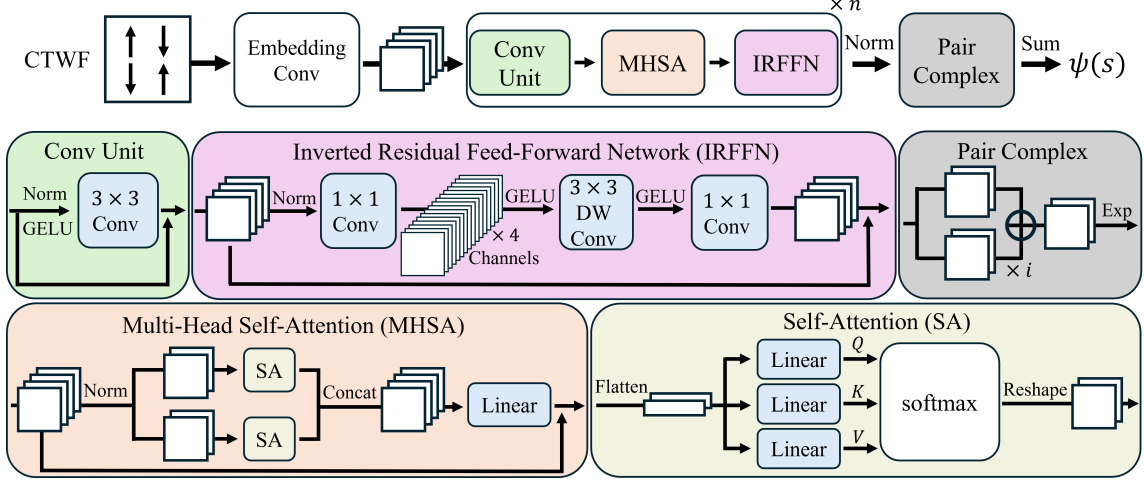 CTWF
Embedding
Conv
Conv
Unit
MHSA
IRFFN
× n
Norm
Pair
Complex
Sum
ψ(s)
Conv Unit
Norm
GELU
3 × 3
Conv
Inverted Residual Feed-Forward Network (IRFFN)
Norm
1 × 1
Conv
× 4
Channels
GELU
3 × 3
DW
Conv
GELU
1 × 1
Conv
Pair Complex
× i
Exp
Multi-Head Self-Attention (MHSA)
Norm
SA
SA
Concat
Linear
Self-Attention (SA)
Flatten
Linear
Q
Linear
K
Linear
V
softmax
Reshape